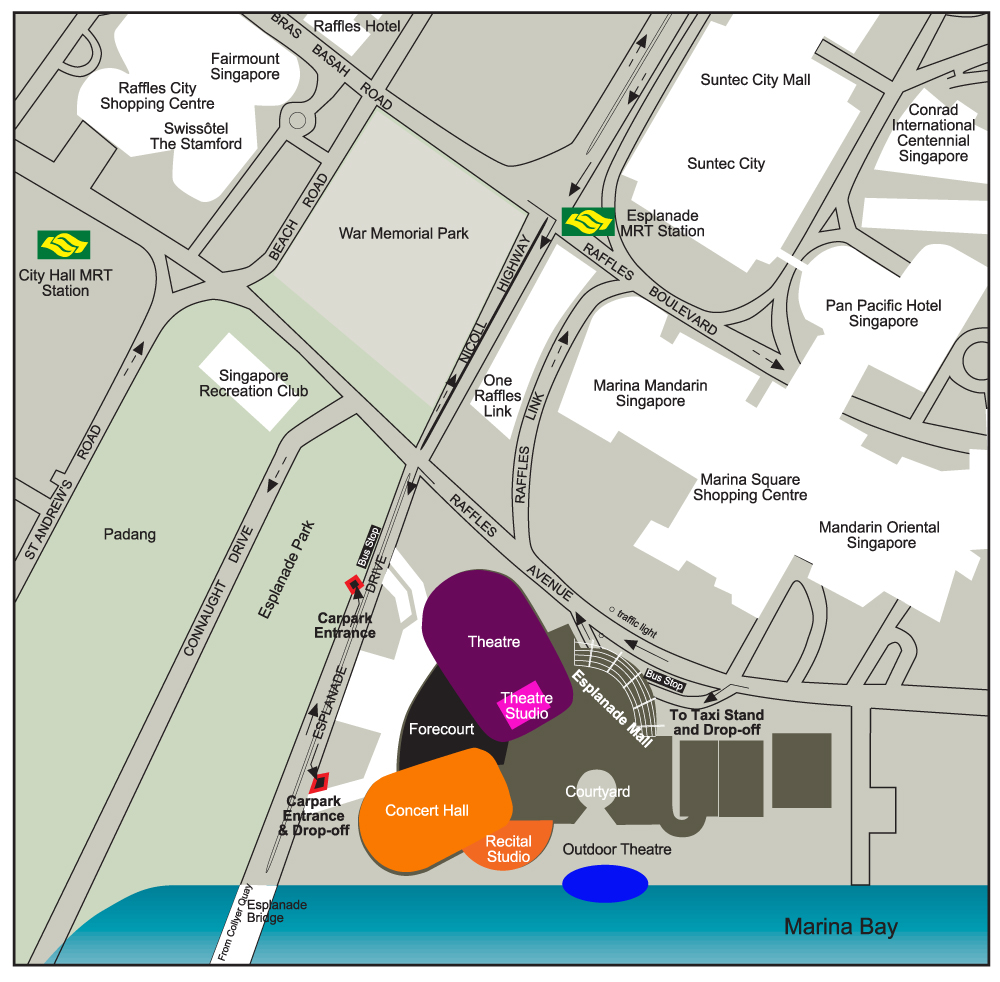 BRAS BASAH ROAD
Raffles Hotel
Fairmount
Singapore
Raffles City
Shopping Centre
Swissôtel
The Stamford
Suntec City Mall
Suntec City
Conrad
International
Centennial
Singapore
BEACH ROAD
War Memorial Park
Esplanade
MRT Station
City Hall MRT
Station
NICOLL HIGHWAY
RAFFLES BOULEVARD
Pan Pacific Hotel
Singapore
Singapore
Recreation Club
One
Raffles
Link
RAFFLES LINK
Marina Mandarin
Singapore
ST ANDREW'S ROAD
Marina Square
Shopping Centre
Mandarin Oriental
Singapore
Padang
CONNAUGHT DRIVE
Esplanade Park
Bus Stop
ESPLANADE DRIVE
RAFFLES AVENUE
Carpark
Entrance
traffic light
Theatre
Theatre
Studio
Esplanade Mall
Bus Stop
To Taxi Stand
and Drop-off
Forecourt
Carpark
Entrance
& Drop-off
Concert Hall
Courtyard
Recital
Studio
Outdoor Theatre
From Collyer Quay
Esplanade
Bridge
Marina Bay